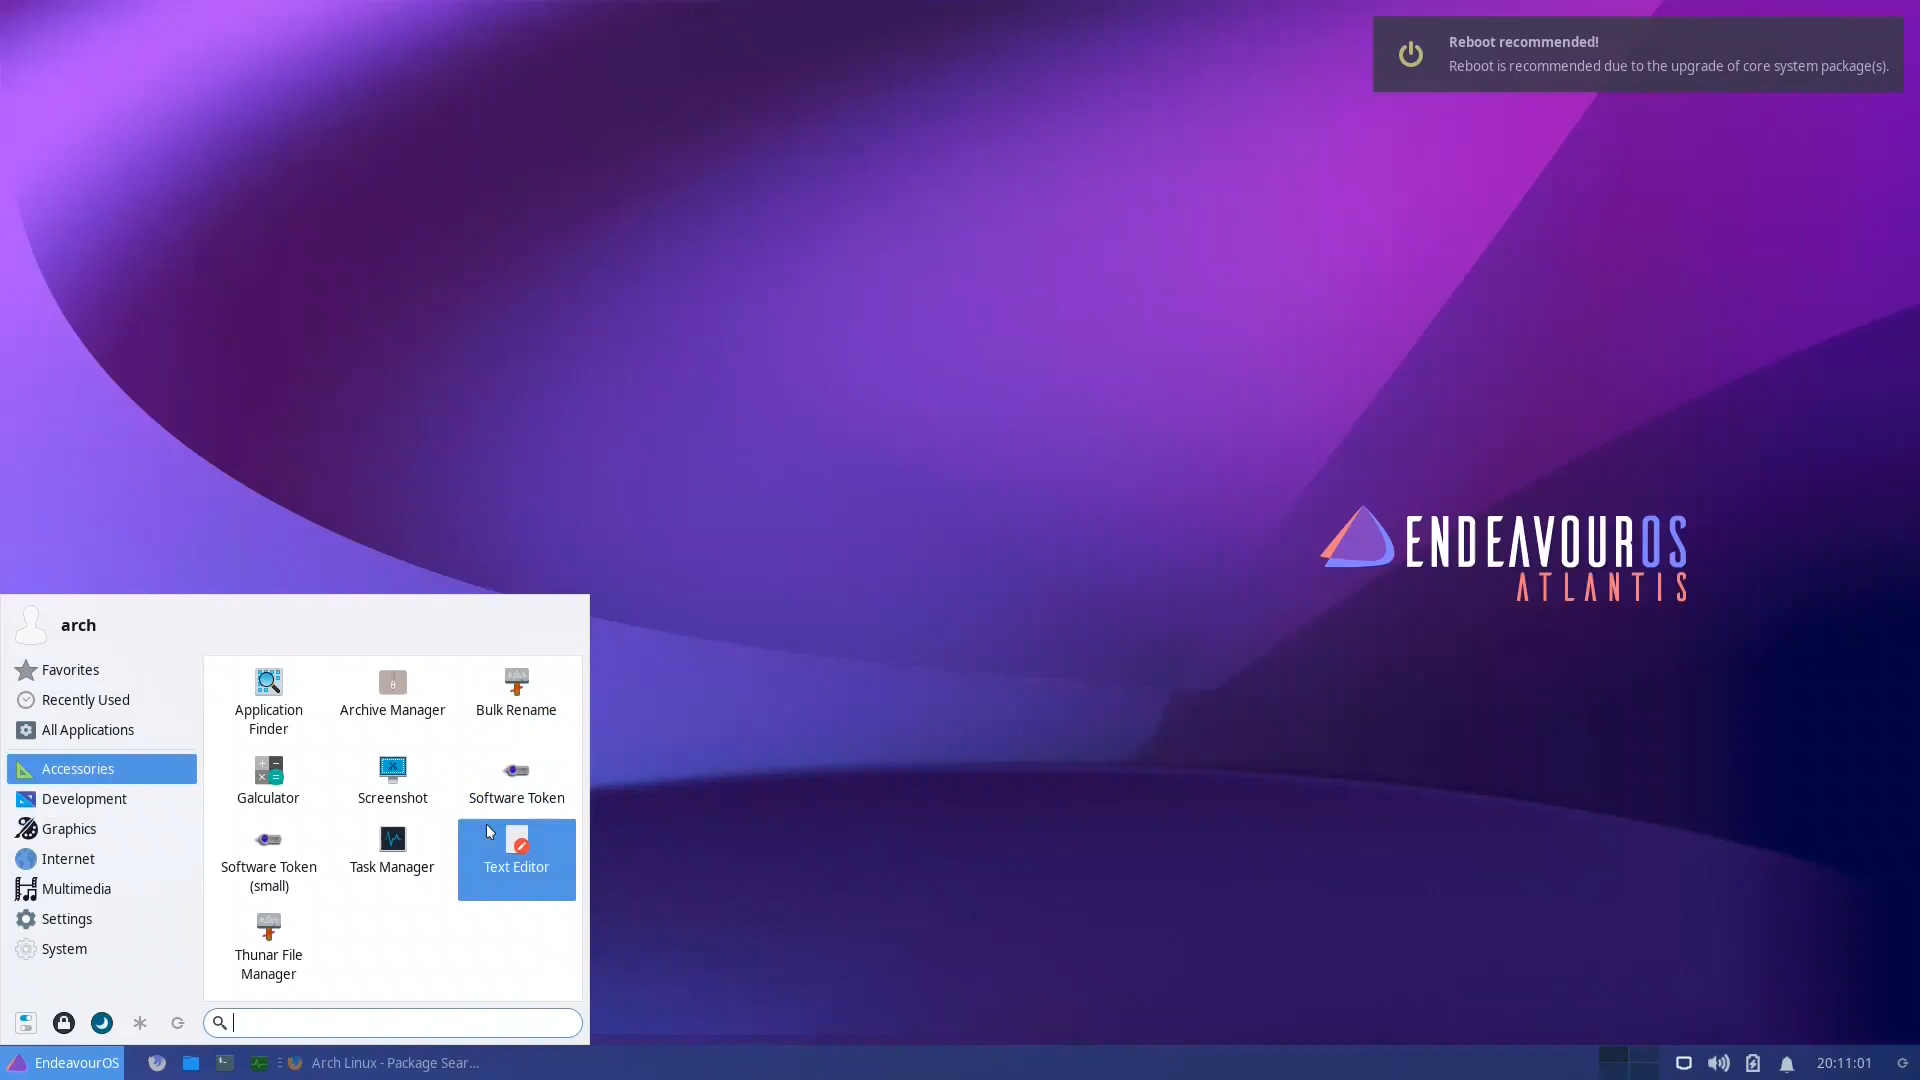 Reboot recommended!
Reboot is recommended due to the upgrade of core system package(s).
ENDEAVOUROS
ATLANTIS
arch
Favorites
Recently Used
All Applications
Accessories
Development
Graphics
Internet
Multimedia
Settings
System
Application
Finder
Archive Manager
Bulk Rename
Galculator
Screenshot
Software Token
Software Token
(small)
Task Manager
Text Editor
Thunar File
Manager
EndeavourOS
Arch Linux - Package Sear...
20:11:01